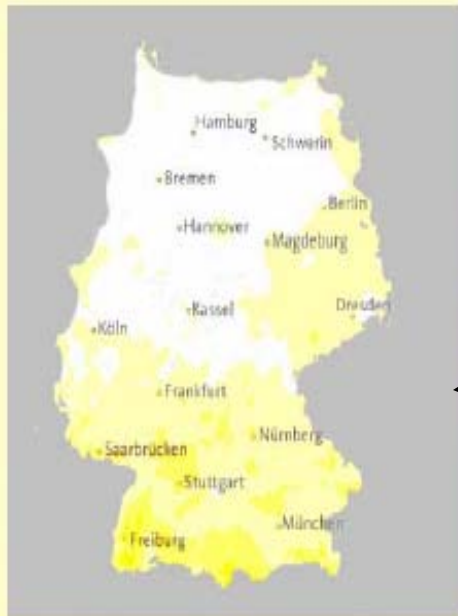 Hamburg
Schwerin
Bremen
Berlin
Hannover
Magdeburg
Kassel
Dresden
Köln
Frankfurt
Nürnberg
Saarbrücken
Stuttgart
München
Freiburg